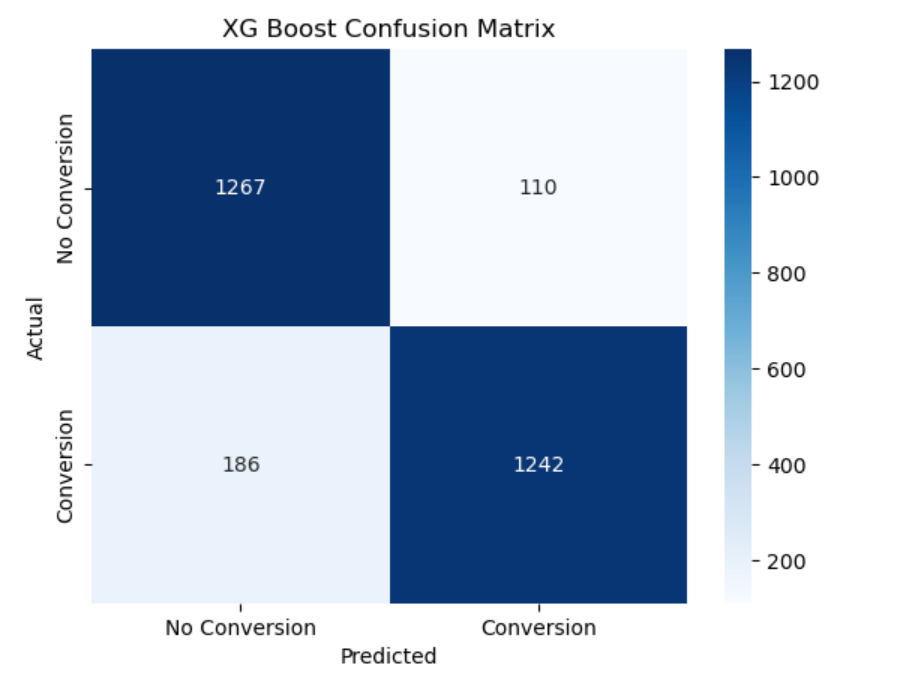 XG Boost Confusion Matrix
No Conversion
Conversion
Actual
1267
110
186
1242
No Conversion
Conversion
Predicted
1200
1000
800
600
400
200